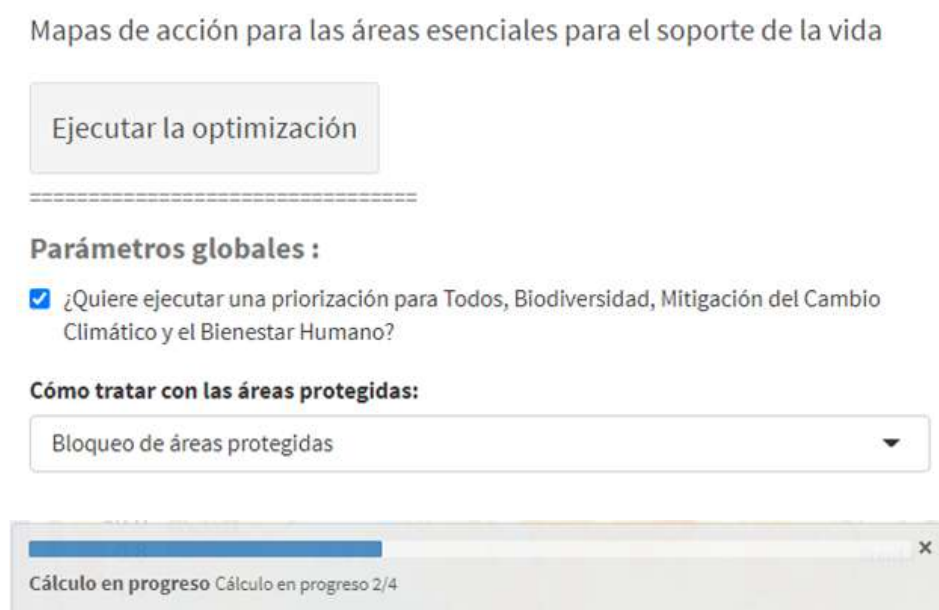 Mapas de acción para las áreas esenciales para el soporte de la vida
Ejecutar la optimización
=================================
Parámetros globales :
¿Quiere ejecutar una priorización para Todos, Biodiversidad, Mitigación del Cambio
Climático y el Bienestar Humano?
Cómo tratar con las áreas protegidas:
Bloqueo de áreas protegidas
Cálculo en progreso Cálculo en progreso 2/4